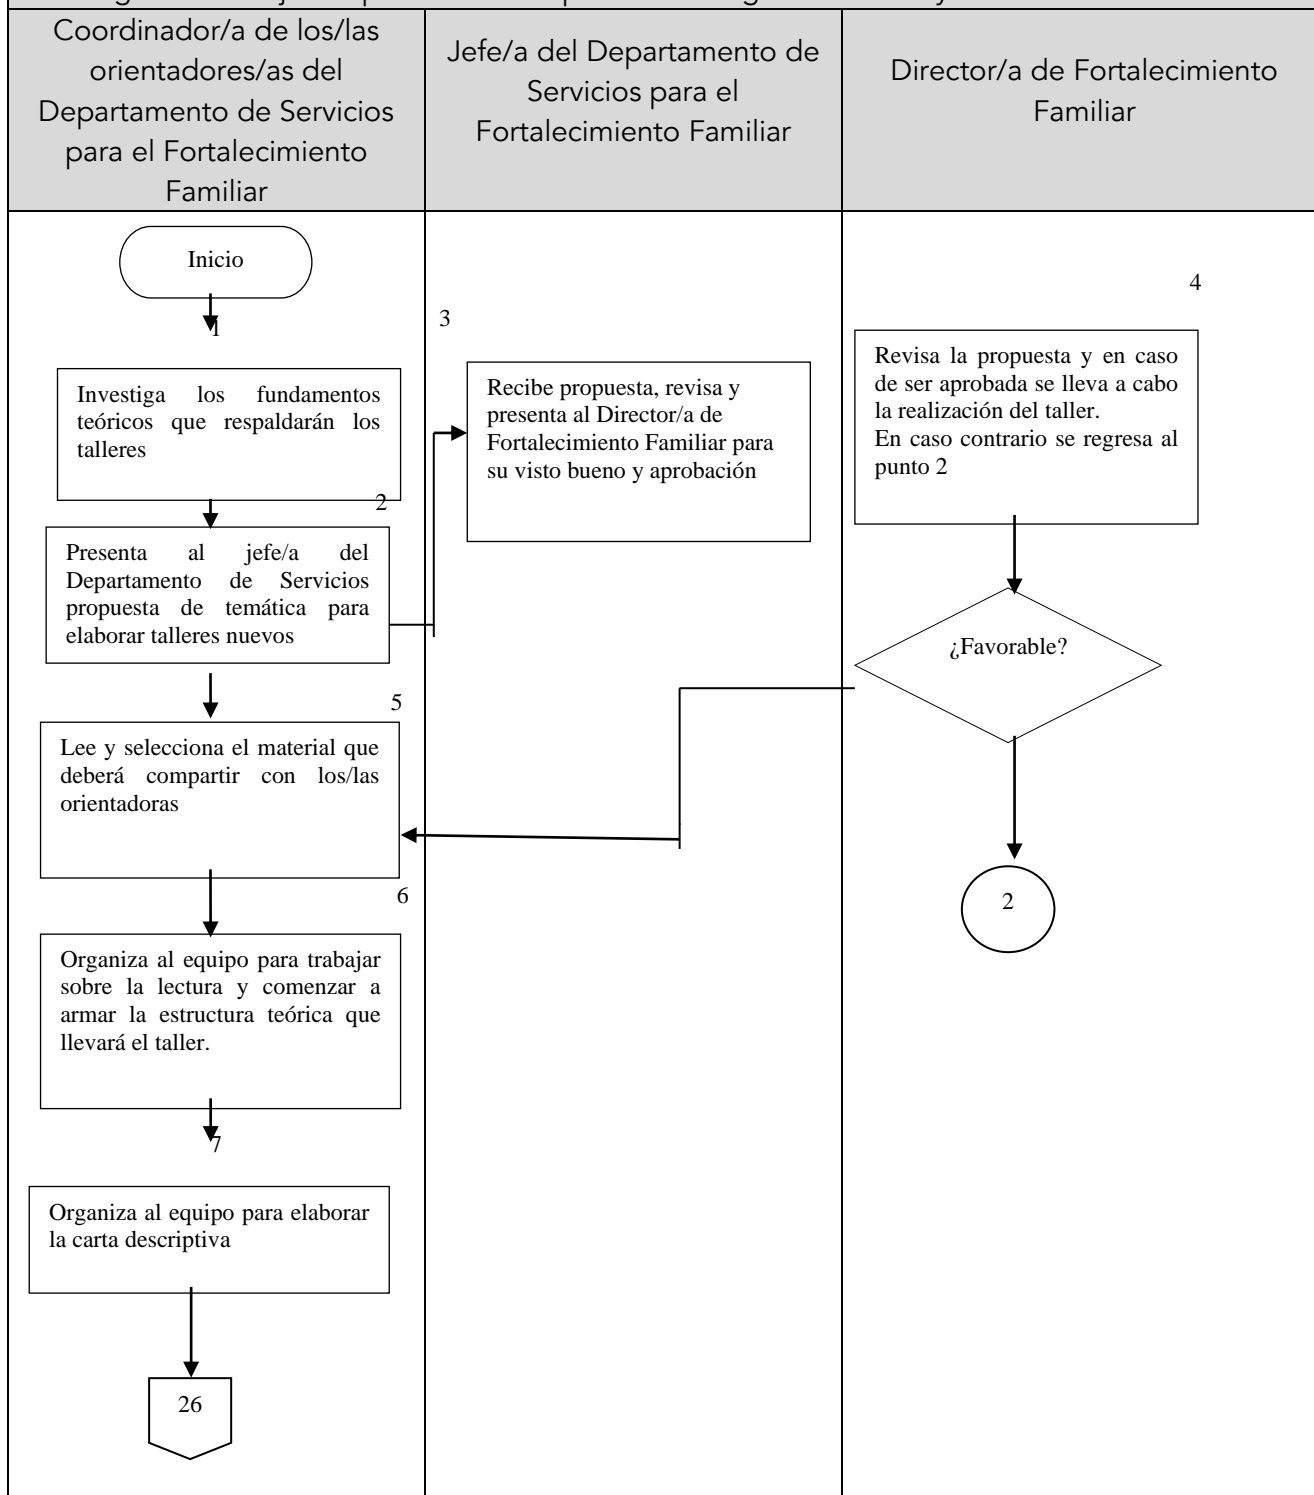 Coordinador/a de los/las
orientadores/as del
Departamento de Servicios
para el Fortalecimiento
Familiar
Jefe/a del Departamento de
Servicios para el
Fortalecimiento Familiar
Director/a de Fortalecimiento
Familiar
Inicio
1
Investiga los fundamentos
teóricos que respaldarán los
talleres
2
Presenta al jefe/a del
Departamento de Servicios
propuesta de temática para
elaborar talleres nuevos
3
Recibe propuesta, revisa y
presenta al Director/a de
Fortalecimiento Familiar para
su visto bueno y aprobación
4
Revisa la propuesta y en caso
de ser aprobada se lleva a cabo
la realización del taller.
En caso contrario se regresa al
punto 2
¿Favorable?
2
5
Lee y selecciona el material que
deberá compartir con los/las
orientadoras
6
Organiza al equipo para trabajar
sobre la lectura y comenzar a
armar la estructura teórica que
llevará el taller.
7
Organiza al equipo para elaborar
la carta descriptiva
26